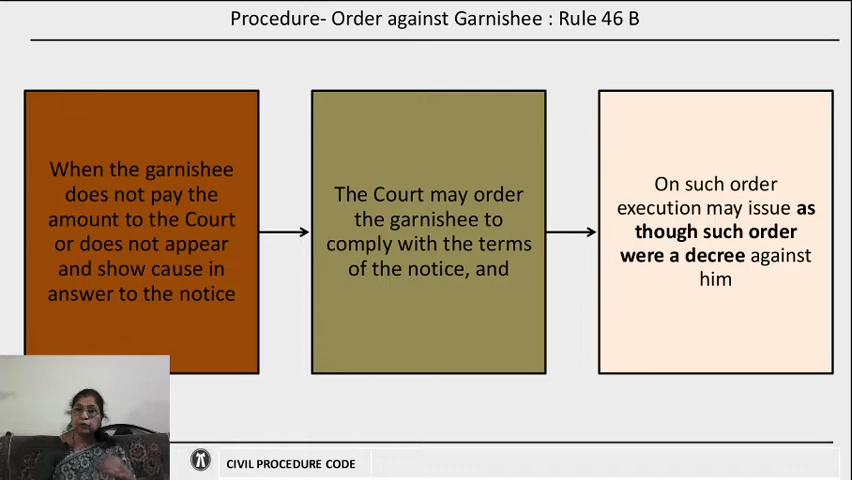 Procedure- Order against Garnishee : Rule 46 B
When the garnishee
does not pay the
amount to the Court
or does not appear
and show cause in
answer to the notice
The Court may order
the garnishee to
comply with the terms
of the notice, and
On such order
execution may issue as
though such order
were a decree against
him
CIVIL PROCEDURE CODE